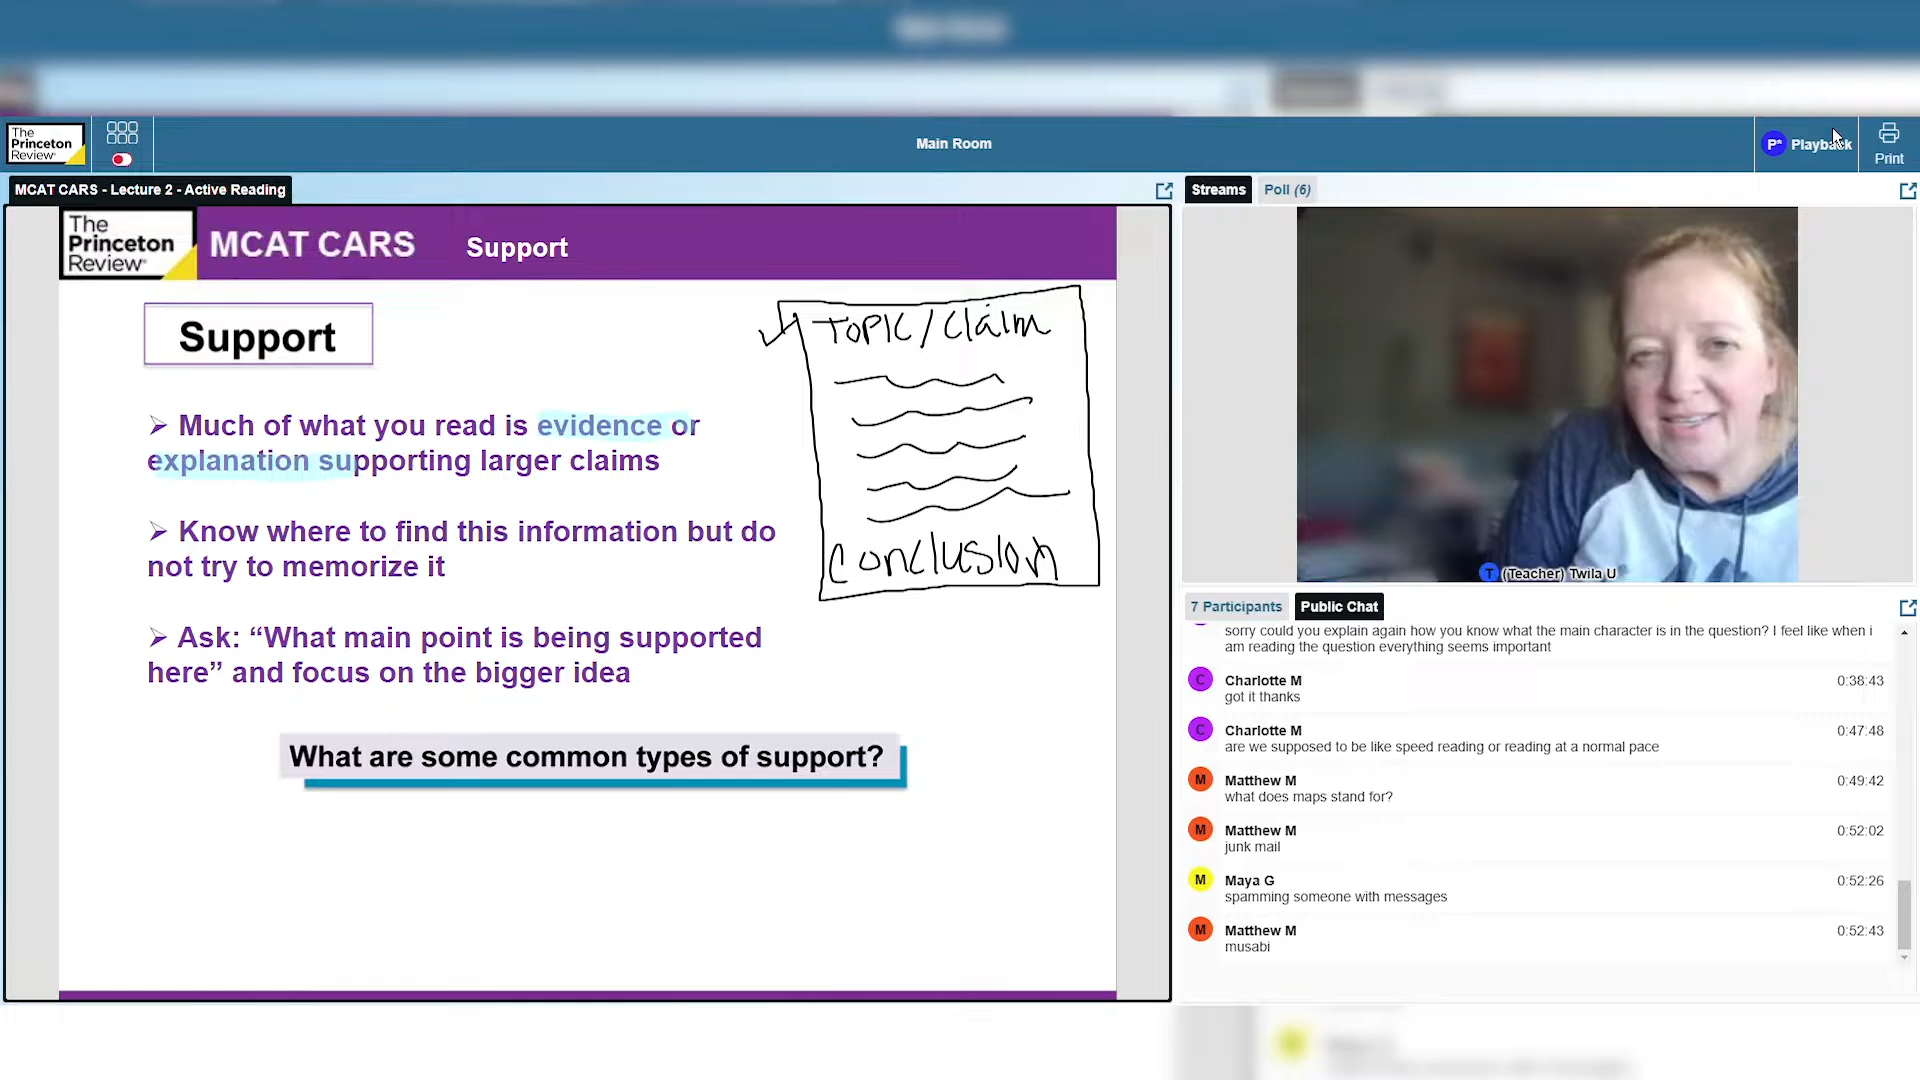 The
Princeton
Review
Main Room
P* Playback
Print
MCAT CARS - Lecture 2 - Active Reading
Streams
Poll (6)
The
Princeton
Review
MCAT CARS
Support
Support
➢ Much of what you read is evidence or
explanation supporting larger claims
➢ Know where to find this information but do
not try to memorize it
➢ Ask: “What main point is being supported
here” and focus on the bigger idea
What are some common types of support?
Topic/Claim
Conclusion
T (Teacher) Twila U
7 Participants
Public Chat
sorry could you explain again how you know what the main character is in the question? I feel like when i
am reading the question everything seems important
C Charlotte M 0:38:43
got it thanks
C Charlotte M 0:47:48
are we supposed to be like speed reading or reading at a normal pace
M Matthew M 0:49:42
what does maps stand for?
M Matthew M 0:52:02
junk mail
M Maya G 0:52:26
spamming someone with messages
M Matthew M 0:52:43
musabi